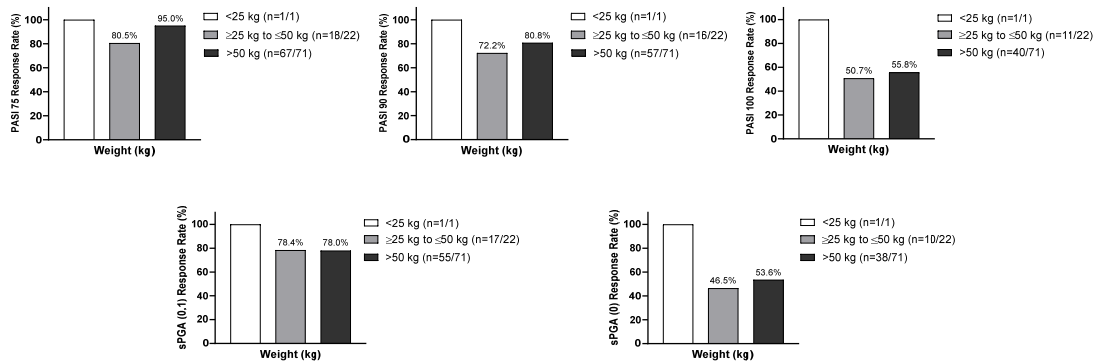 PASI 75 Response Rate (%)
100
80
60
40
20
0
80.5%
95.0%
Weight (kg)
<25 kg (n=1/1)
≥25 kg to ≤50 kg (n=18/22)
>50 kg (n=67/71)
PASI 90 Response Rate (%)
100
80
60
40
20
0
72.2%
80.8%
Weight (kg)
<25 kg (n=1/1)
≥25 kg to ≤50 kg (n=16/22)
>50 kg (n=57/71)
PASI 100 Response Rate (%)
100
80
60
40
20
0
50.7%
55.8%
Weight (kg)
<25 kg (n=1/1)
≥25 kg to ≤50 kg (n=11/22)
>50 kg (n=40/71)
sPGA (0.1) Response Rate (%)
100
80
60
40
20
0
78.4%
78.0%
Weight (kg)
<25 kg (n=1/1)
≥25 kg to ≤50 kg (n=17/22)
>50 kg (n=55/71)
sPGA (0) Response Rate (%)
100
80
60
40
20
0
46.5%
53.6%
Weight (kg)
<25 kg (n=1/1)
≥25 kg to ≤50 kg (n=10/22)
>50 kg (n=38/71)